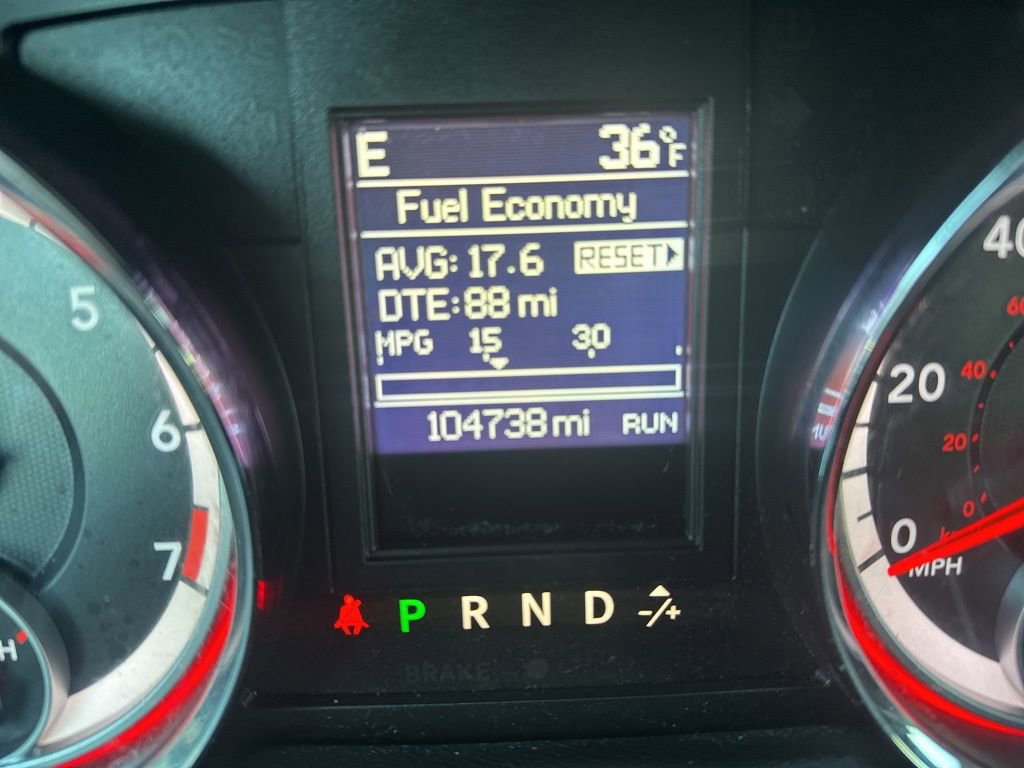 E 36°F
Fuel Economy
AVG: 17.6 RESET
DTE: 88 mi
MPG 15 30
104738 mi RUN
P R N D -/+
BRAKE
5
6
7
H
40
20
0
MPH
60
40
20
0